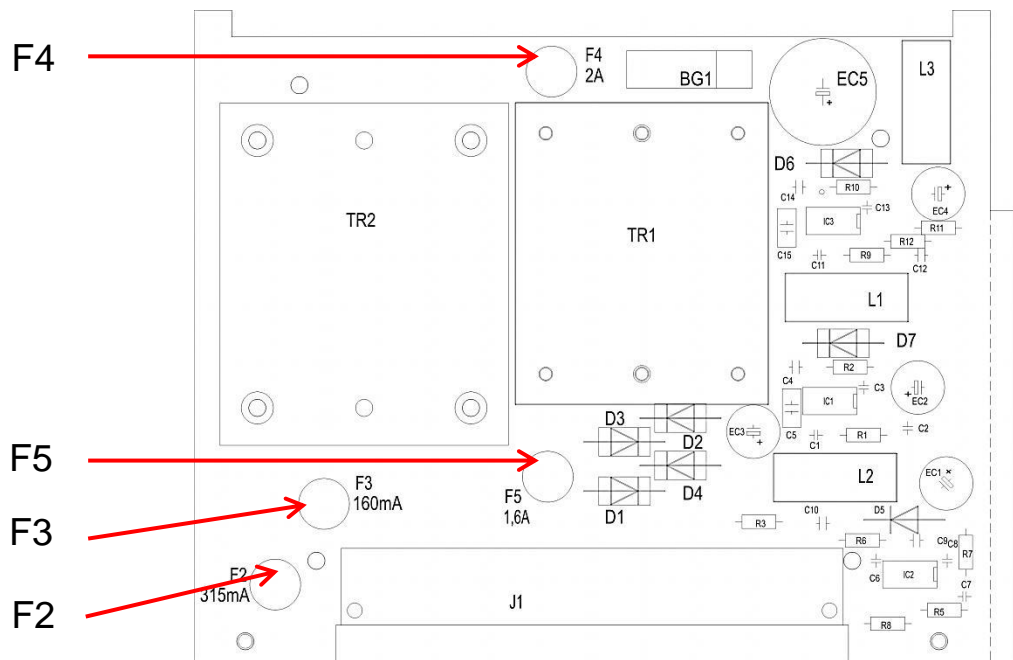 F4
F4
2A
BG1
EC5
L3
D6
C14
R10
C13
EC4
TR2
TR1
IC3
R11
R12
C15
C11
R9
C12
L1
D7
C4
R2
C3
IC1
EC2
D3
D2
EC3
C5
C1
R1
C2
F5
L2
EC1
F3
160mA
F5
1,6A
D4
D1
C10
D5
R3
F3
R6
C9
C8
R7
C6
IC2
C7
F2
315mA
F2
J1
R5
R8